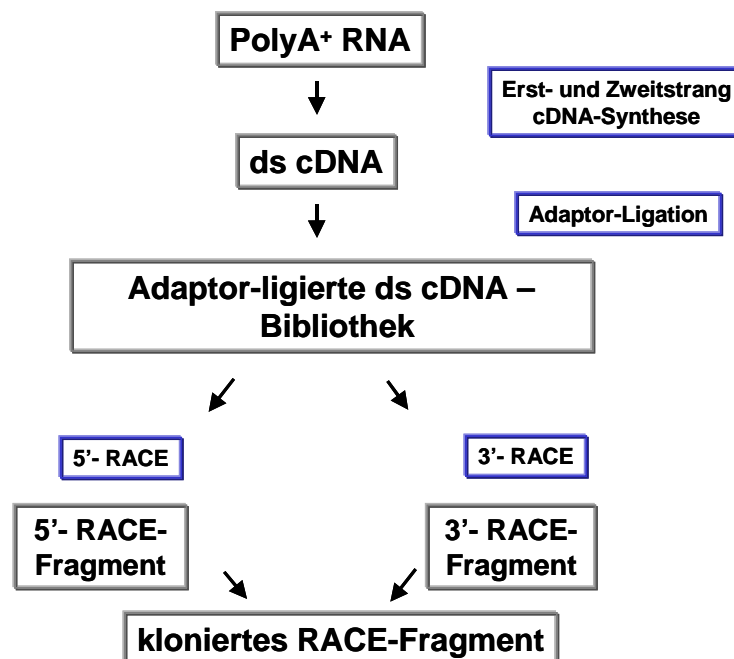 PolyA⁺ RNA
Erst- und Zweitstrang
cDNA-Synthese
ds cDNA
Adaptor-Ligation
Adaptor-ligierte ds cDNA –
Bibliothek
5’- RACE
3’- RACE
5’- RACE-
Fragment
3’- RACE-
Fragment
kloniertes RACE-Fragment